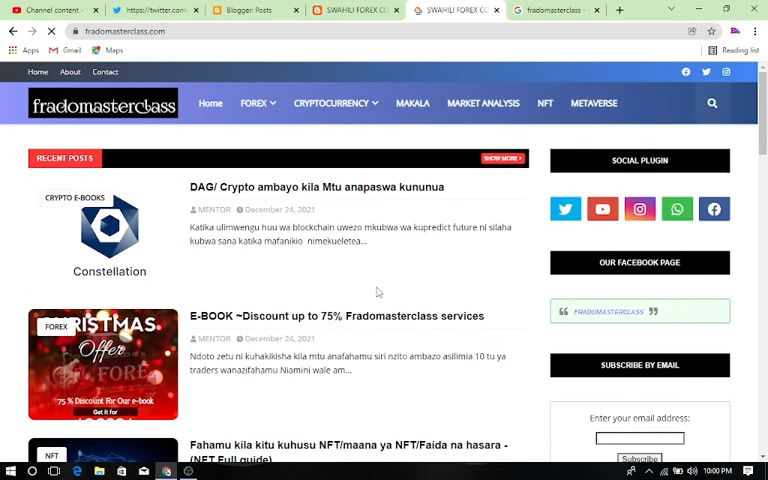 Channel content -
https://twitter.com/
Blogger: Posts
SWAHILI FOREX CO
SWAHILI FOREX CO
fradomasterclass -
fradomasterclass.com
Apps
Gmail
Maps
Reading list
Home
About
Contact
fradomasterclass
Home
FOREX
CRYPTOCURRENCY
MAKALA
MARKET ANALYSIS
NFT
METAVERSE
RECENT POSTS
SHOW MORE
CRYPTO E-BOOKS
Constellation
DAG/ Crypto ambayo kila Mtu anapaswa kununua
MENTOR December 24, 2021
Katika ulimwengu huu wa blockchain uwezo mkubwa wa kupredict future ni silaha
kubwa sana katika mafanikio nimekueletea...
FOREX
CHRISTMAS
Offer
75 % Discount For Our e-book
Get it for
E-BOOK ~Discount up to 75% Fradomasterclass services
MENTOR December 24, 2021
Ndoto zetu ni kuhakikisha kila mtu anafahamu siri nzito ambazo asilimia 10 tu ya
traders wanazifahamu Niamini wale am...
NFT
Fahamu kila kitu kuhusu NFT/maana ya NFT/Faida na hasara -
(NFT Full guide)
SOCIAL PLUGIN
OUR FACEBOOK PAGE
FRADOMASTERCLASS
SUBSCRIBE BY EMAIL
Enter your email address:
Subscribe
10:00 PM